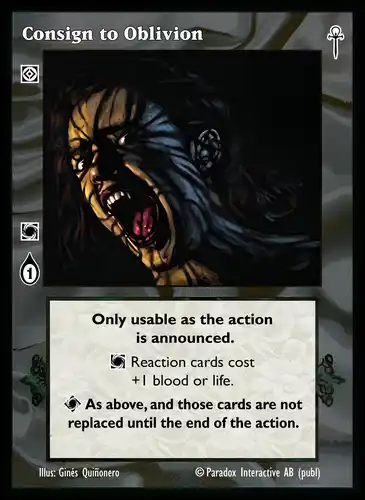 Consign to Oblivion
1
Only usable as the action
is announced.
Reaction cards cost
+1 blood or life.
As above, and those cards are not
replaced until the end of the action.
Illus: Ginés Quiñonero
© Paradox Interactive AB (publ)